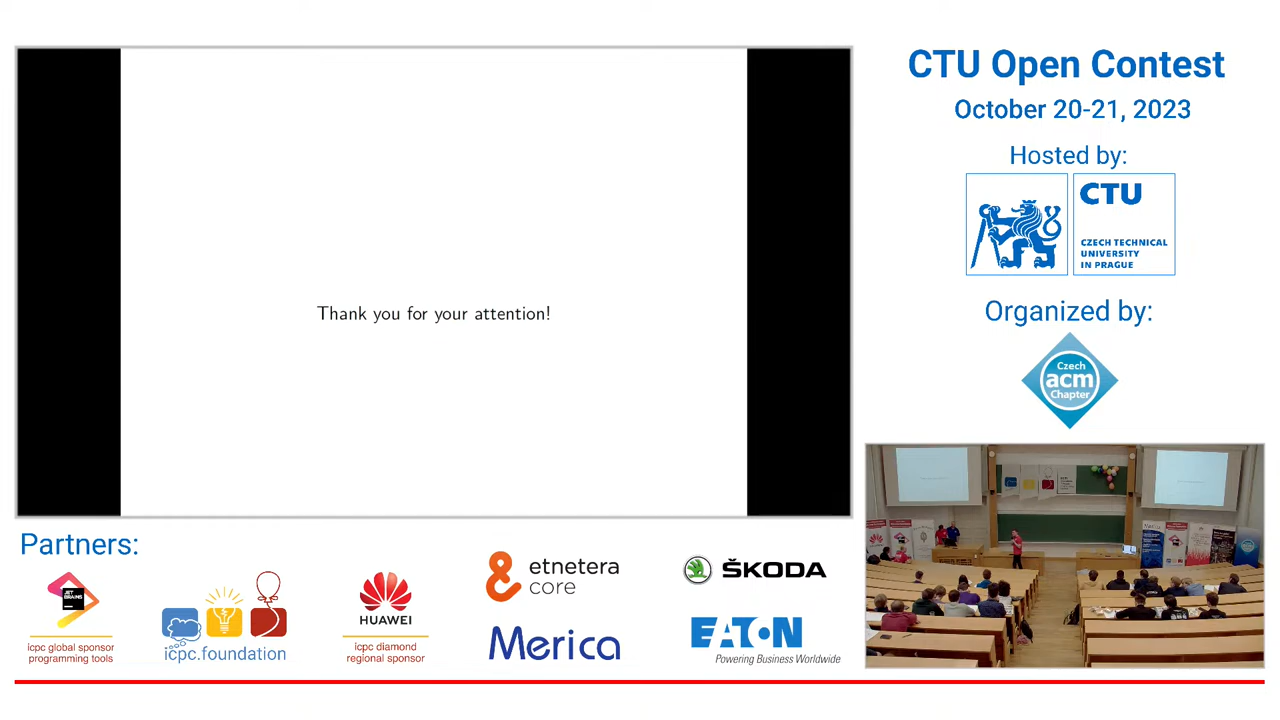 Thank you for your attention!
CTU Open Contest
October 20-21, 2023
Hosted by:
CTU
CZECH TECHNICAL
UNIVERSITY
IN PRAGUE
Organized by:
Czech
acm
Chapter
Partners:
JET
BRAINS
icpc global sponsor
programming tools
icpc.foundation
HUAWEI
icpc diamond
regional sponsor
etnetera
core
Merica
ŠKODA
EATON
Powering Business Worldwide